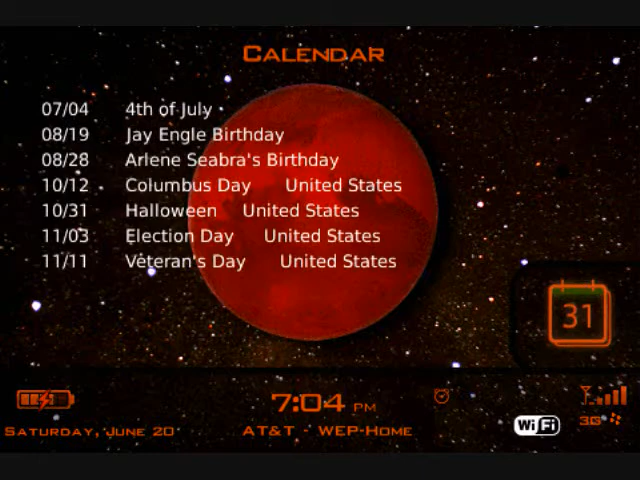 CALENDAR
07/04 4th of July
08/19 Jay Engle Birthday
08/28 Arlene Seabra's Birthday
10/12 Columbus Day United States
10/31 Halloween United States
11/03 Election Day United States
11/11 Veteran's Day United States
31
7:04 PM
SATURDAY, JUNE 20
AT&T - WEP-HOME
WiFi
3G